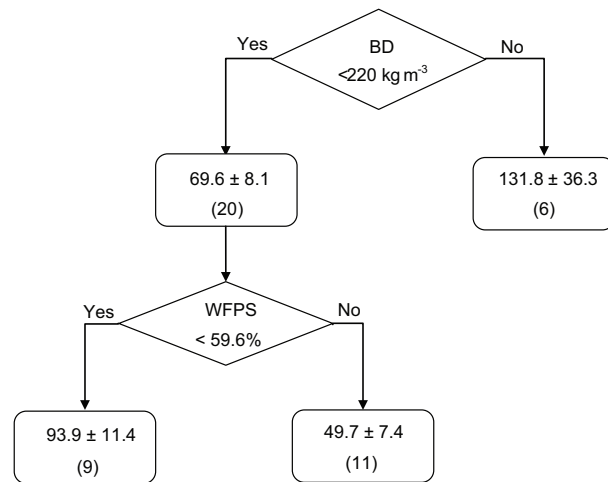 Yes
BD
No
<220 kg m-3
69.6 ± 8.1
(20)
131.8 ± 36.3
(6)
Yes
WFPS
No
< 59.6%
93.9 ± 11.4
(9)
49.7 ± 7.4
(11)